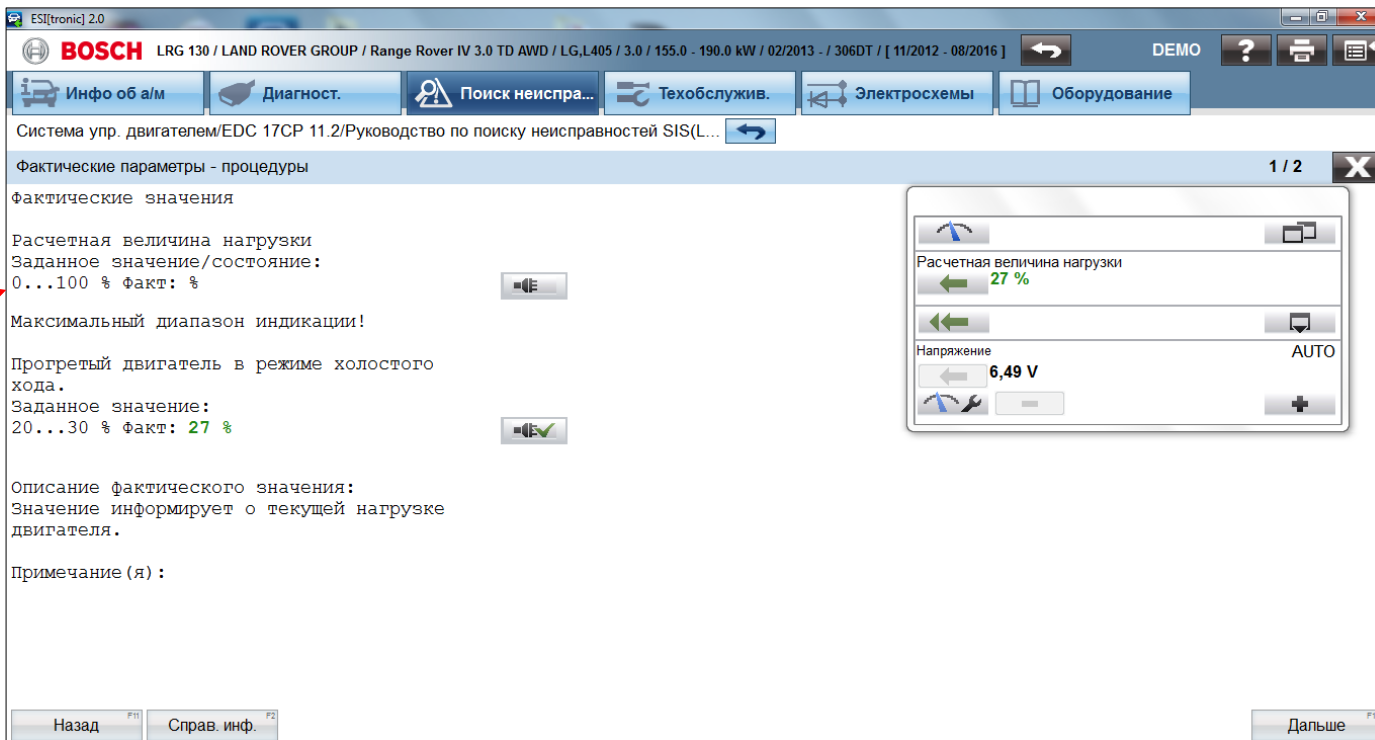 ESI[tronic] 2.0
BOSCH LRG 130 / LAND ROVER GROUP / Range Rover IV 3.0 TD AWD / LG,L405 / 3.0 / 155.0 - 190.0 kW / 02/2013 - / 306DT / [ 11/2012 - 08/2016 ] DEMO ?
Инфо об а/м Диагност. Поиск неиспра... Техобслужив. Электросхемы Оборудование
Система упр. двигателем/EDC 17CP 11.2/Руководство по поиску неисправностей SIS(L...
Фактические параметры - процедуры 1 / 2 X
Фактические значения
Расчетная величина нагрузки
Заданное значение/состояние:
0...100 % Факт: %
Максимальный диапазон индикации!
Прогретый двигатель в режиме холостого
хода.
Заданное значение:
20...30 % Факт: 27 %
Описание фактического значения:
Значение информирует о текущей нагрузке
двигателя.
Примечание(я):
Расчетная величина нагрузки
27 %
Напряжение AUTO
6,49 V
Назад F11 Справ. инф. F2 Дальше F1